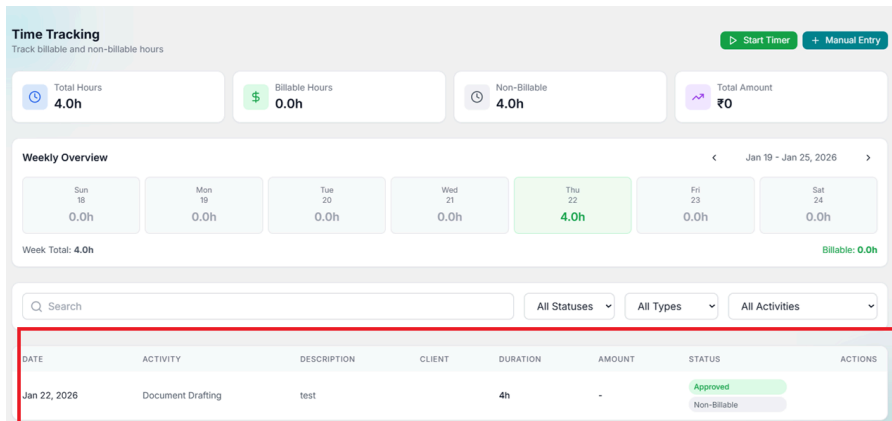 Time Tracking
Track billable and non-billable hours
Start Timer
+ Manual Entry
Total Hours
4.0h
Billable Hours
0.0h
Non-Billable
4.0h
Total Amount
₹0
Weekly Overview
Jan 19 - Jan 25, 2026
Sun
18
0.0h
Mon
19
0.0h
Tue
20
0.0h
Wed
21
0.0h
Thu
22
4.0h
Fri
23
0.0h
Sat
24
0.0h
Week Total: 4.0h
Billable: 0.0h
Search
All Statuses
All Types
All Activities
DATE ACTIVITY DESCRIPTION CLIENT DURATION AMOUNT STATUS ACTIONS
Jan 22, 2026 Document Drafting test 4h - Approved
Non-Billable